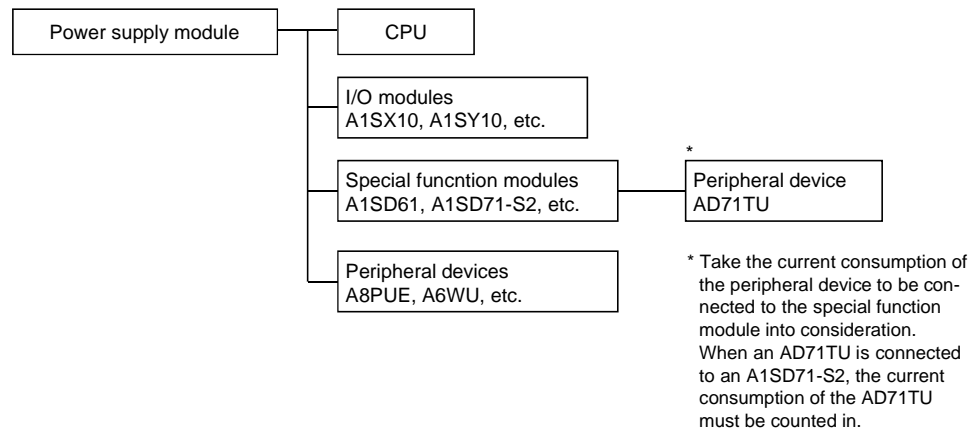 Power supply module
CPU
I/O modules
A1SX10, A1SY10, etc.
*
Special funcntion modules
A1SD61, A1SD71-S2, etc.
Peripheral device
AD71TU
Peripheral devices
A8PUE, A6WU, etc.
* Take the current consumption of
the peripheral device to be con-
nected to the special function
module into consideration.
When an AD71TU is connected
to an A1SD71-S2, the current
consumption of the AD71TU
must be counted in.